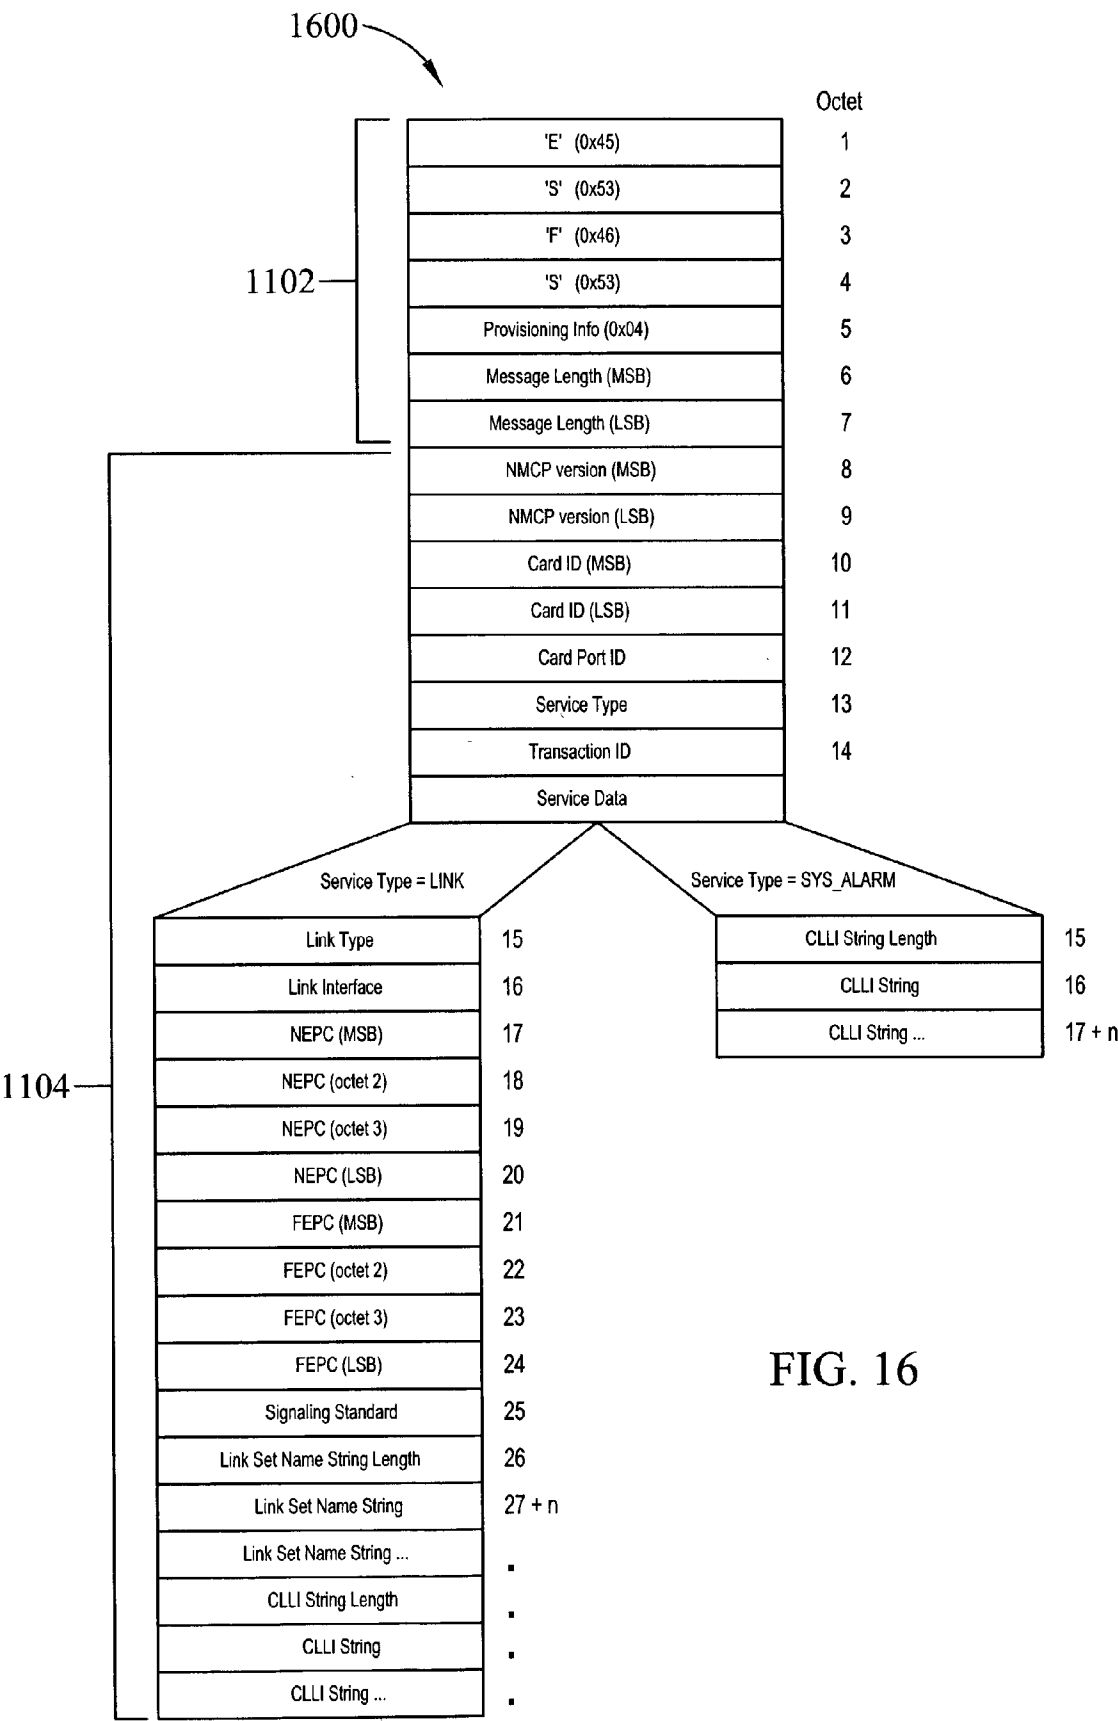 1600
Octet
'E' (0x45) 1
'S' (0x53) 2
'F' (0x46) 3
1102 'S' (0x53) 4
Provisioning Info (0x04) 5
Message Length (MSB) 6
Message Length (LSB) 7
NMCP version (MSB) 8
NMCP version (LSB) 9
Card ID (MSB) 10
Card ID (LSB) 11
Card Port ID 12
Service Type 13
Transaction ID 14
Service Data
Service Type = LINK Service Type = SYS_ALARM
Link Type 15 CLLI String Length 15
Link Interface 16 CLLI String 16
NEPC (MSB) 17 CLLI String ... 17 + n
1104 NEPC (octet 2) 18
NEPC (octet 3) 19
NEPC (LSB) 20
FEPC (MSB) 21
FEPC (octet 2) 22
FEPC (octet 3) 23
FEPC (LSB) 24
FIG. 16
Signaling Standard 25
Link Set Name String Length 26
Link Set Name String 27 + n
Link Set Name String ... .
CLLI String Length .
CLLI String .
CLLI String ... .